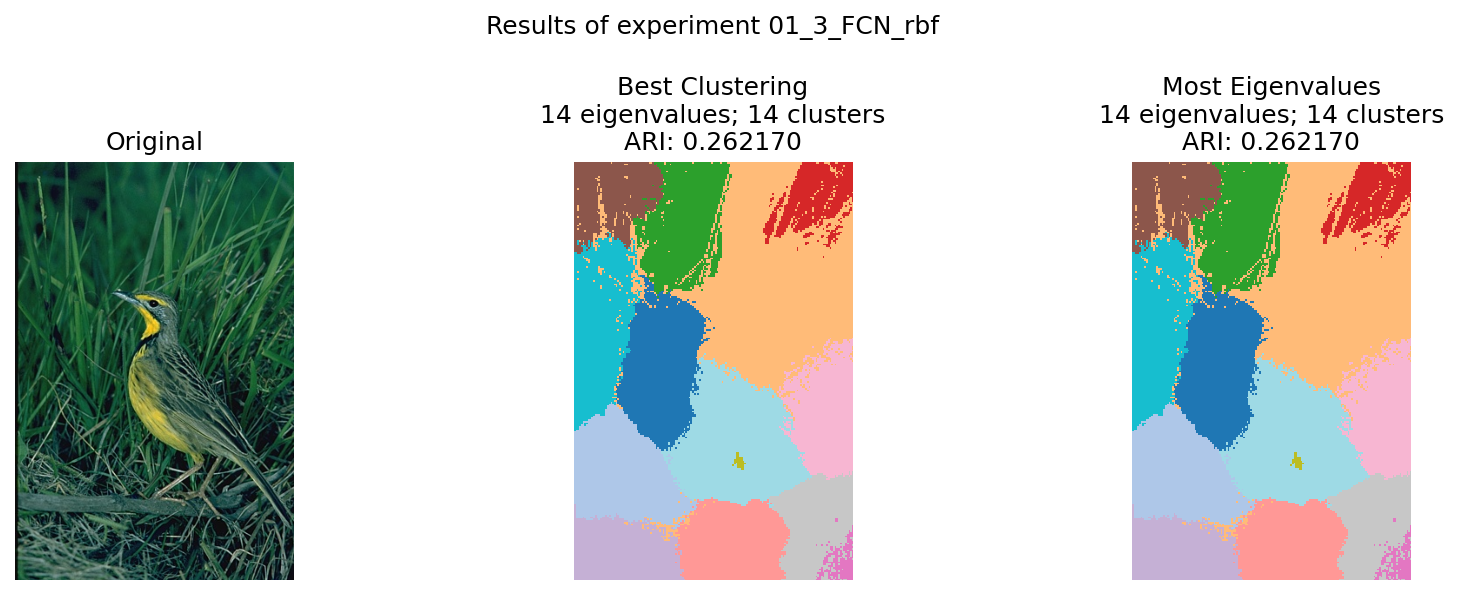 Results of experiment 01_3_FCN_rbf
Original
Best Clustering
14 eigenvalues; 14 clusters
ARI: 0.262170
Most Eigenvalues
14 eigenvalues; 14 clusters
ARI: 0.262170